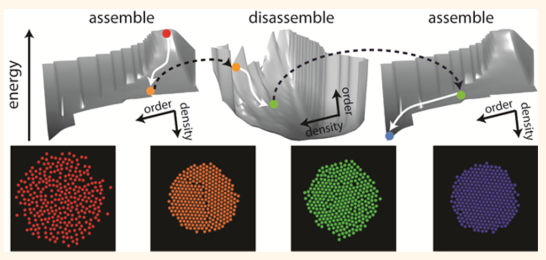 assemble
disassemble
assemble
energy
order
density
order
density
order
density